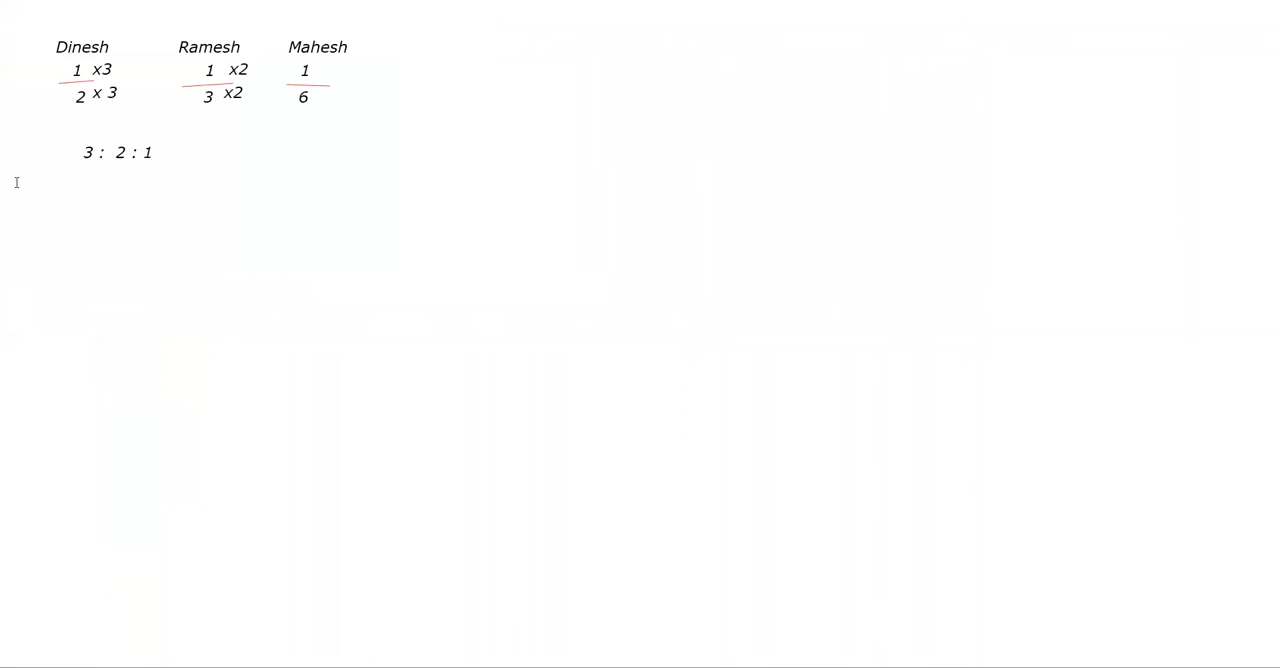 Dinesh Ramesh Mahesh
1 x3 1 x2 1
2 x 3 3 x2 6
3 : 2 : 1